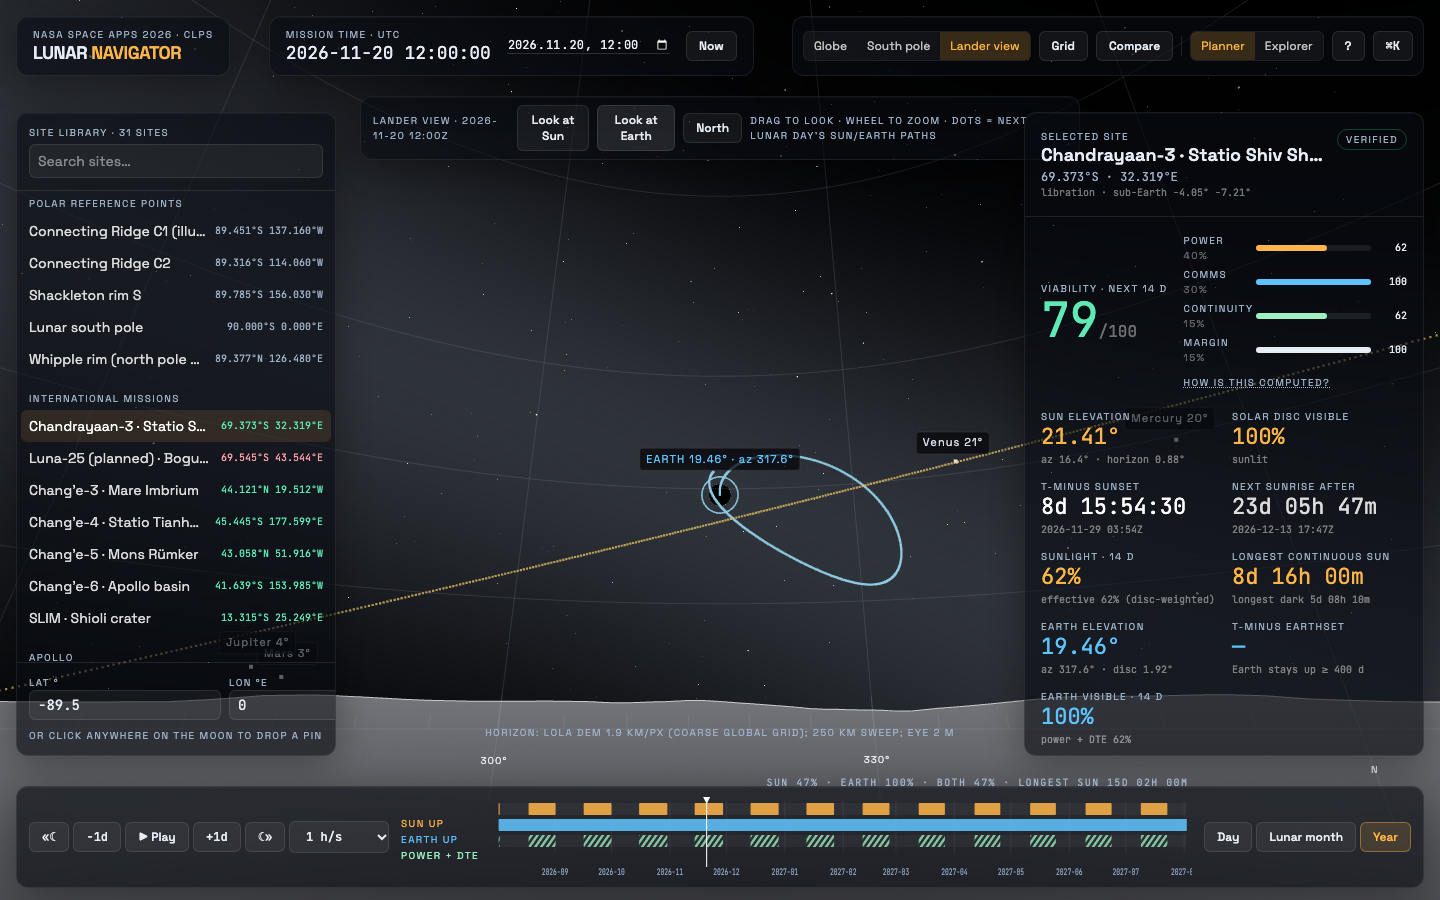 NASA SPACE APPS 2026 · CLPS
LUNAR NAVIGATOR
MISSION TIME · UTC
2026-11-20 12:00:00
2026.11.20, 12:00
Now
Globe
South pole
Lander view
Grid
Compare
Planner
Explorer
?
⌘K
LANDER VIEW · 2026-
11-20 12:00Z
Look at
Sun
Look at
Earth
North
DRAG TO LOOK · WHEEL TO ZOOM · DOTS = NEXT
LUNAR DAY'S SUN/EARTH PATHS
SITE LIBRARY · 31 SITES
Search sites…
POLAR REFERENCE POINTS
Connecting Ridge C1 (illu… 89.451°S 137.160°W
Connecting Ridge C2 89.316°S 114.060°W
Shackleton rim S 89.785°S 156.030°W
Lunar south pole 90.000°S 0.000°E
Whipple rim (north pole … 89.377°N 126.480°E
INTERNATIONAL MISSIONS
Chandrayaan-3 · Statio S… 69.373°S 32.319°E
Luna-25 (planned) · Bogu… 69.545°S 43.544°E
Chang'e-3 · Mare Imbrium 44.121°N 19.512°W
Chang'e-4 · Statio Tianh… 45.445°S 177.599°E
Chang'e-5 · Mons Rümker 43.058°N 51.916°W
Chang'e-6 · Apollo basin 41.639°S 153.985°W
SLIM · Shioli crater 13.315°S 25.249°E
Jupiter 4°
Mars 3°
APOLLO
LAT °
LON °E
-89.5
0
OR CLICK ANYWHERE ON THE MOON TO DROP A PIN
EARTH 19.46° · az 317.6°
Venus 21°
Mercury 20°
HORIZON: LOLA DEM 1.9 KM/PX (COARSE GLOBAL GRID); 250 KM SWEEP; EYE 2 M
300°
330°
N
SELECTED SITE
VERIFIED
Chandrayaan-3 · Statio Shiv Sh…
69.373°S · 32.319°E
libration · sub-Earth -4.05° -7.21°
VIABILITY · NEXT 14 D
79/100
POWER
40%
62
COMMS
30%
100
CONTINUITY
15%
62
MARGIN
15%
100
HOW IS THIS COMPUTED?
SUN ELEVATION
21.41°
az 16.4° · horizon 0.88°
SOLAR DISC VISIBLE
100%
sunlit
T-MINUS SUNSET
8d 15:54:30
2026-11-29 03:54Z
NEXT SUNRISE AFTER
23d 05h 47m
2026-12-13 17:47Z
SUNLIGHT · 14 D
62%
effective 62% (disc-weighted)
LONGEST CONTINUOUS SUN
8d 16h 00m
longest dark 5d 08h 10m
EARTH ELEVATION
19.46°
az 317.6° · disc 1.92°
T-MINUS EARTHSET
—
Earth stays up ≥ 400 d
EARTH VISIBLE · 14 D
100%
power + DTE 62%
SUN 47% · EARTH 100% · BOTH 47% · LONGEST SUN 15D 02H 00M
«☾
-1d
▶ Play
+1d
☾»
1 h/s
SUN UP
EARTH UP
POWER + DTE
2026-09 2026-10 2026-11 2026-12 2027-01 2027-02 2027-03 2027-04 2027-05 2027-06 2027-07 2027-0
Day
Lunar month
Year